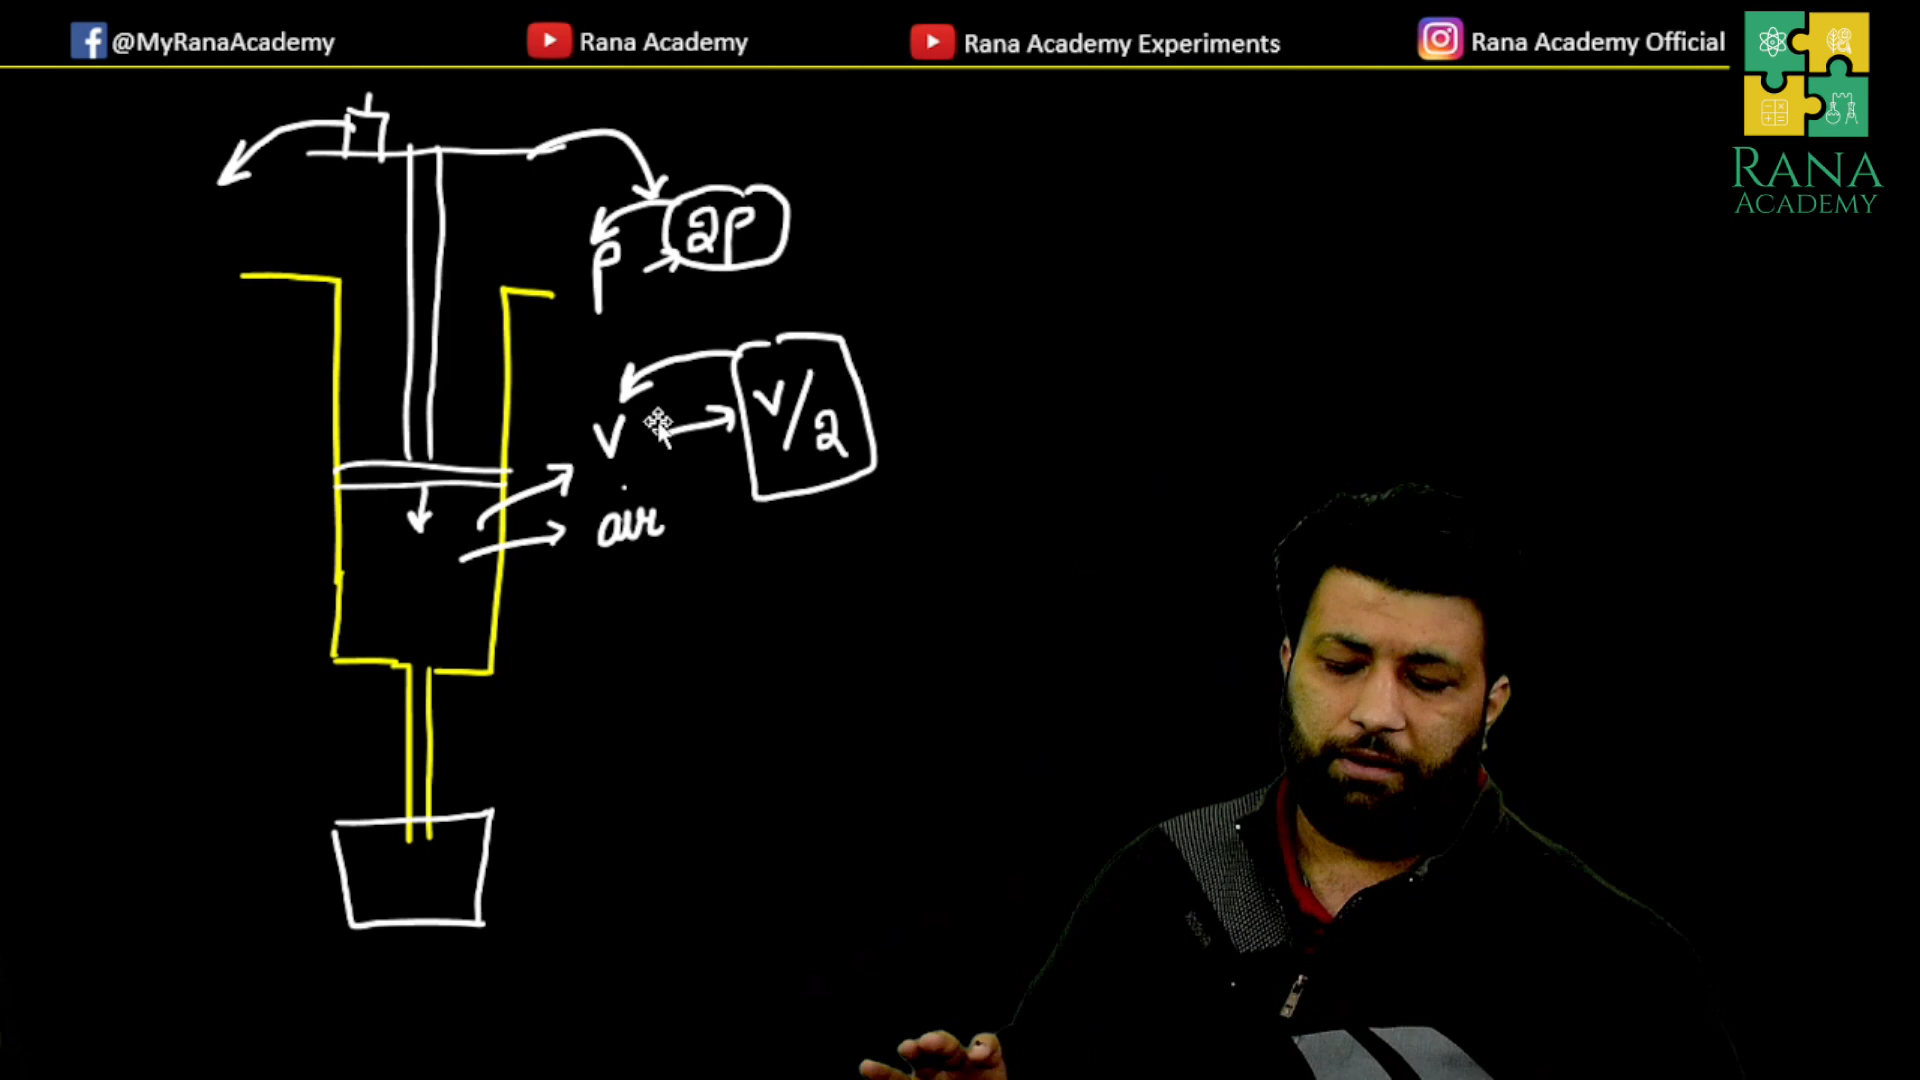 @MyRanaAcademy
Rana Academy
Rana Academy Experiments
Rana Academy Official
RANA
ACADEMY
P
2P
V
V/2
air